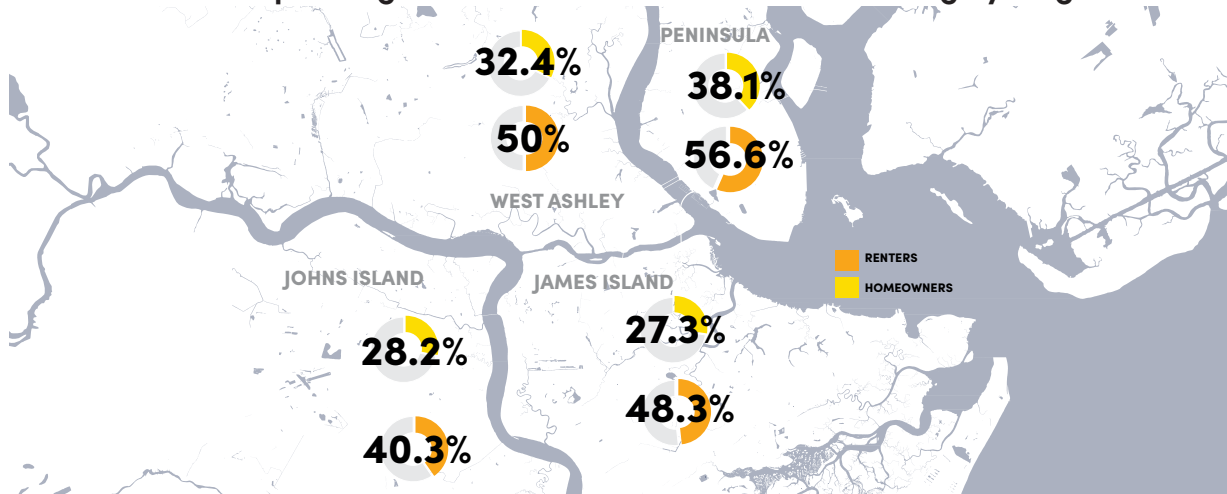 PENINSULA
32.4%
38.1%
50%
56.6%
WEST ASHLEY
RENTERS
HOMEOWNERS
JOHNS ISLAND
JAMES ISLAND
27.3%
28.2%
48.3%
40.3%